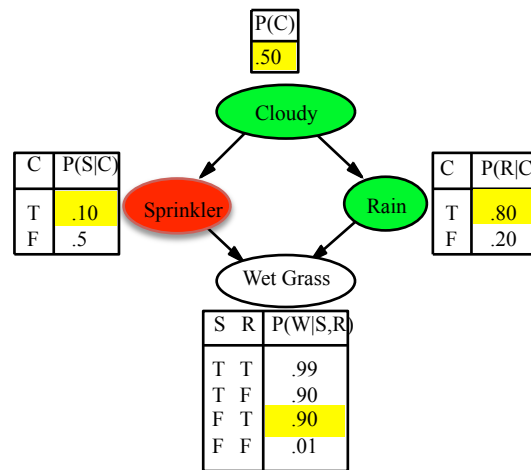 P(C)
.50
Cloudy
C P(S|C)
T .10
F .5
Sprinkler
Rain
C P(R|C
T .80
F .20
Wet Grass
S R P(W|S,R)
T T .99
T F .90
F T .90
F F .01